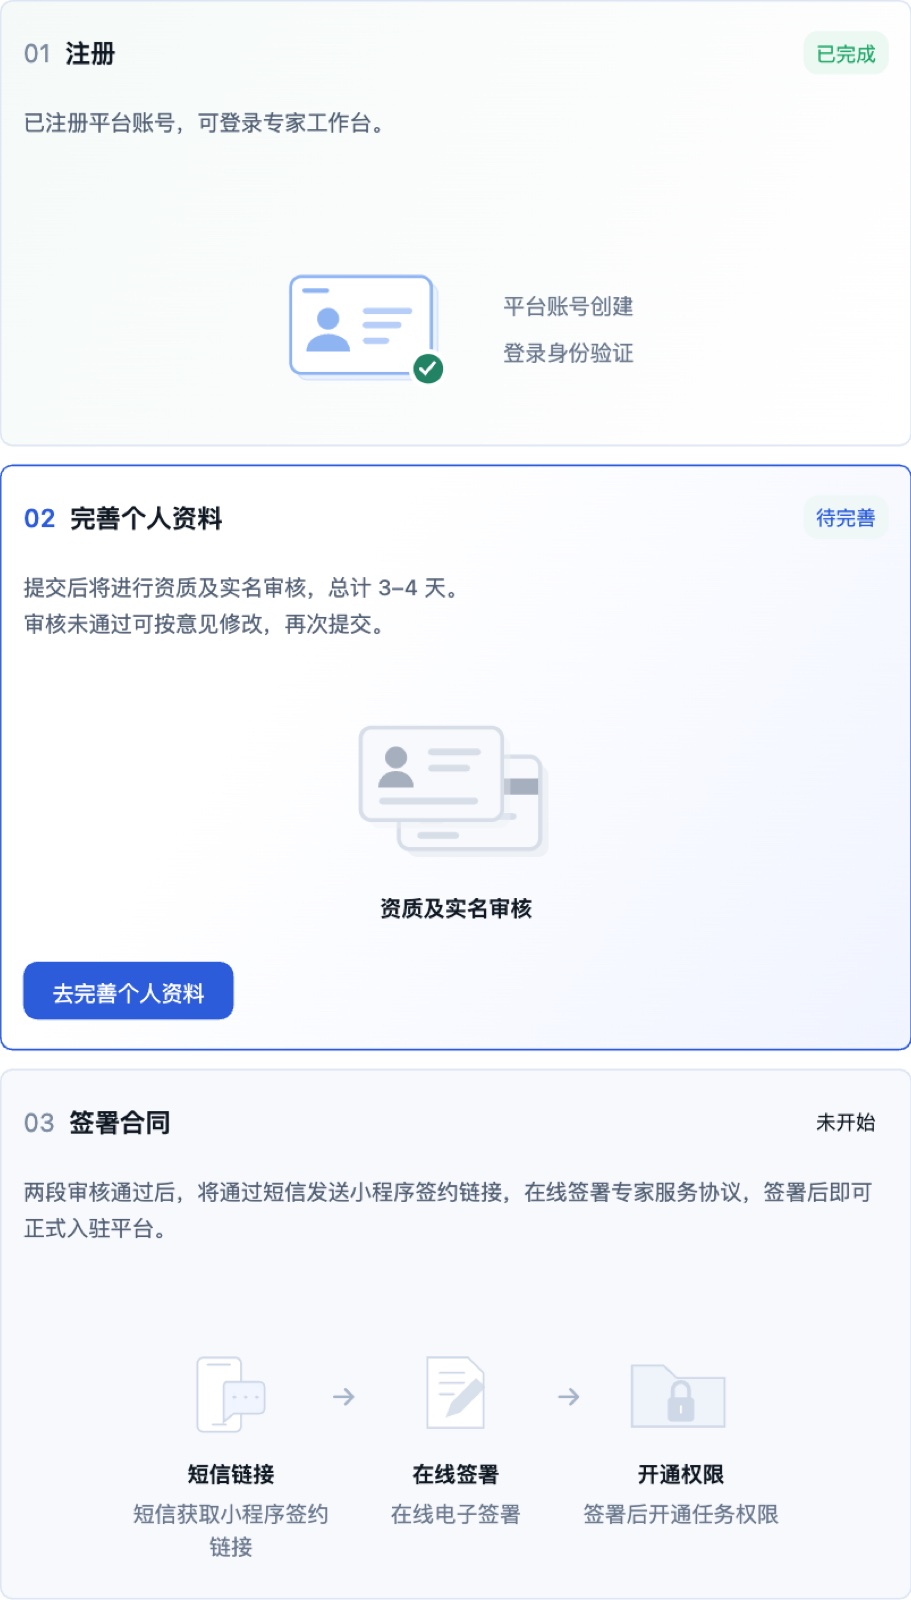 01 注册
已完成
已注册平台账号，可登录专家工作台。
平台账号创建
登录身份验证
02 完善个人资料
待完善
提交后将进行资质及实名审核，总计 3–4 天。
审核未通过可按意见修改，再次提交。
资质及实名审核
去完善个人资料
03 签署合同
未开始
两段审核通过后，将通过短信发送小程序签约链接，在线签署专家服务协议，签署后即可
正式入驻平台。
短信链接
短信获取小程序签约
链接
在线签署
在线电子签署
开通权限
签署后开通任务权限